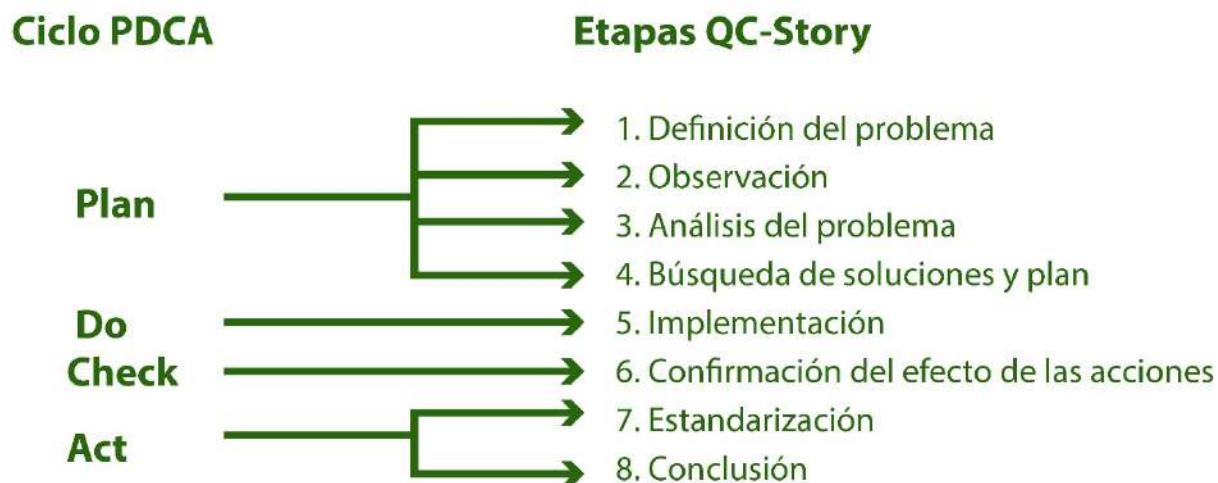 Ciclo PDCA
Etapas QC-Story
Plan
1. Definición del problema
2. Observación
3. Análisis del problema
4. Búsqueda de soluciones y plan
Do
5. Implementación
Check
6. Confirmación del efecto de las acciones
Act
7. Estandarización
8. Conclusión